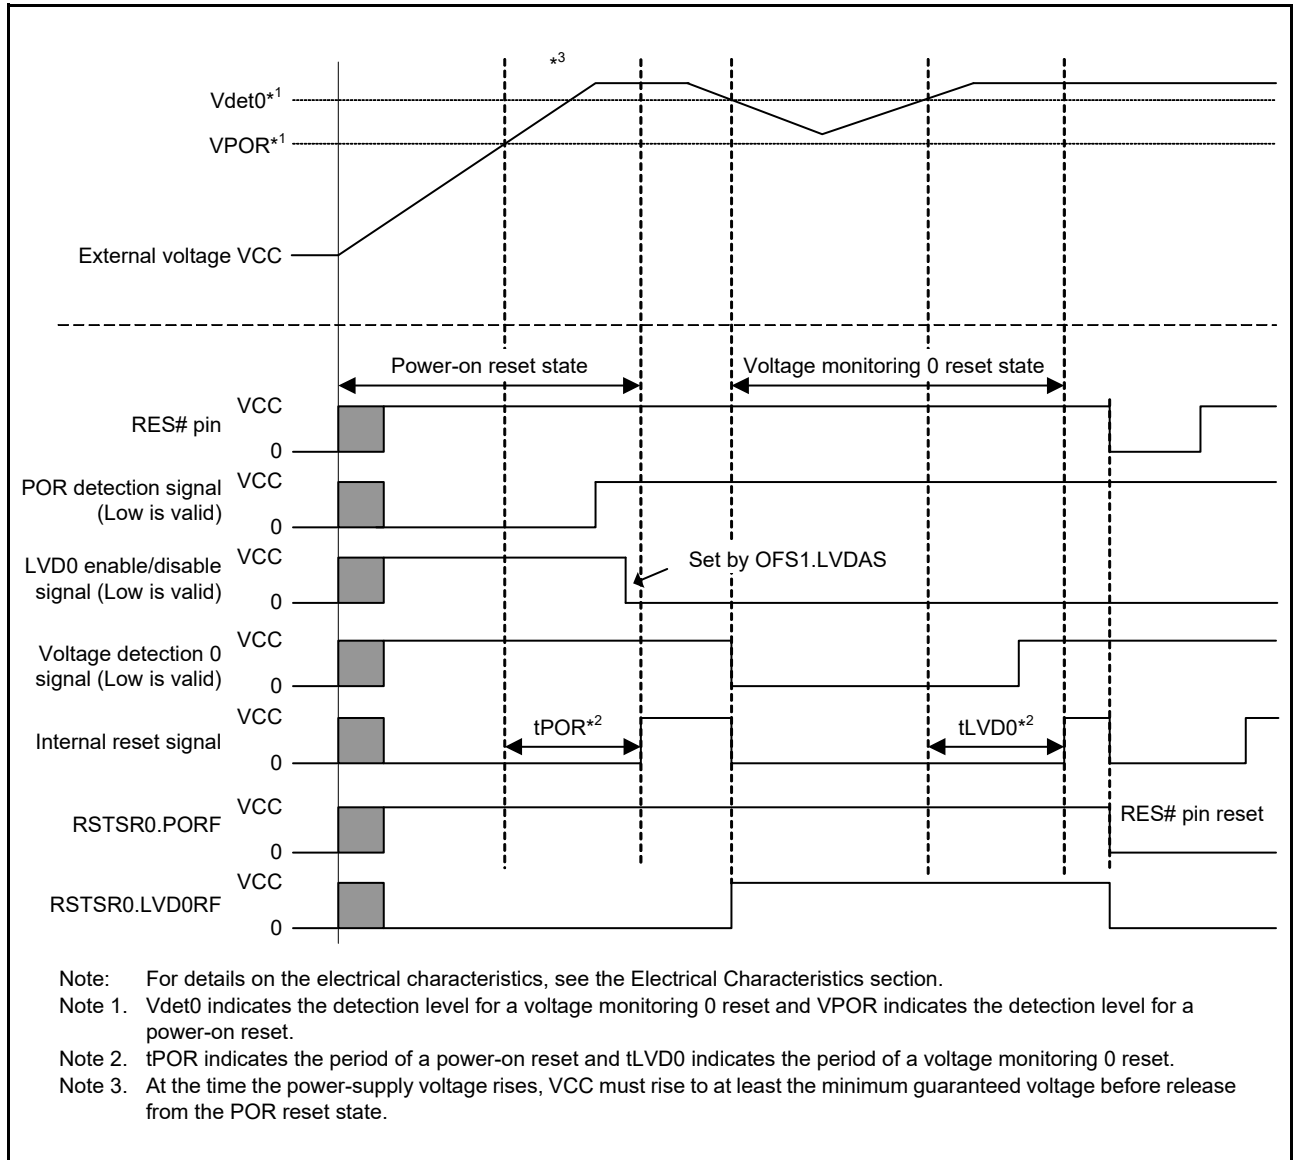 *3
Vdet0*1
VPOR*1
External voltage VCC
Power-on reset state
Voltage monitoring 0 reset state
RES# pin
VCC
0
POR detection signal
(Low is valid)
VCC
0
LVD0 enable/disable
signal (Low is valid)
VCC
0
Set by OFS1.LVDAS
Voltage detection 0
signal (Low is valid)
VCC
0
Internal reset signal
VCC
0
tPOR*2
tLVD0*2
RSTSR0.PORF
VCC
0
RES# pin reset
RSTSR0.LVD0RF
VCC
0
Note: For details on the electrical characteristics, see the Electrical Characteristics section.
Note 1. Vdet0 indicates the detection level for a voltage monitoring 0 reset and VPOR indicates the detection level for a
power-on reset.
Note 2. tPOR indicates the period of a power-on reset and tLVD0 indicates the period of a voltage monitoring 0 reset.
Note 3. At the time the power-supply voltage rises, VCC must rise to at least the minimum guaranteed voltage before release
from the POR reset state.